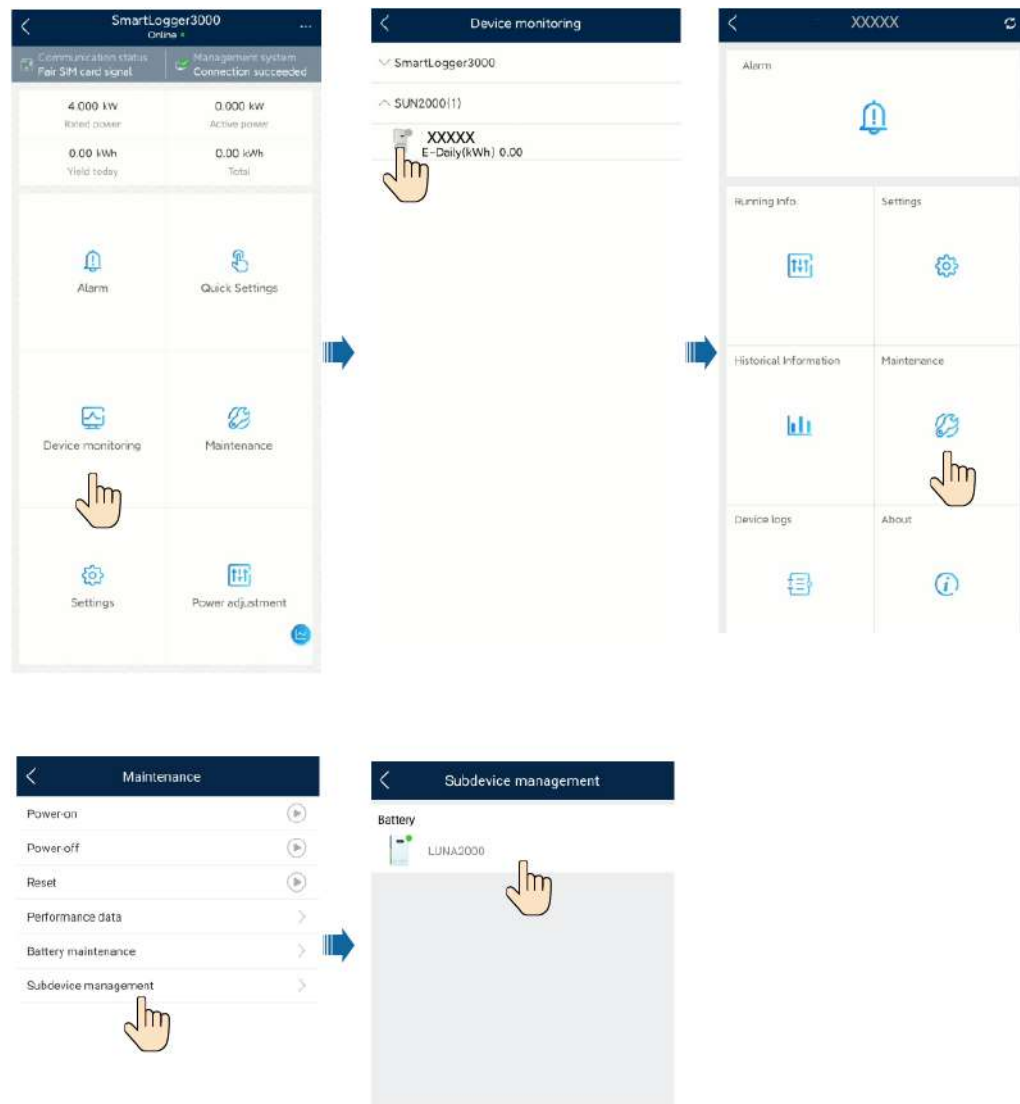 SmartLogger3000
Online
...
Communication status
Fair SIM card signal
Management system
Connection succeeded
4.000 kW
Rated power
0.000 kW
Active power
0.00 kWh
Yield today
0.00 kWh
Total
Alarm
Quick Settings
Device monitoring
Maintenance
Settings
Power adjustment
Device monitoring
SmartLogger3000
SUN2000(1)
XXXXX
E-Daily(kWh) 0.00
XXXXX
Alarm
Running Info.
Settings
Historical Information
Maintenance
Device logs
About
Maintenance
Power-on
Power-off
Reset
Performance data
Battery maintenance
Subdevice management
Subdevice management
Battery
LUNA2000